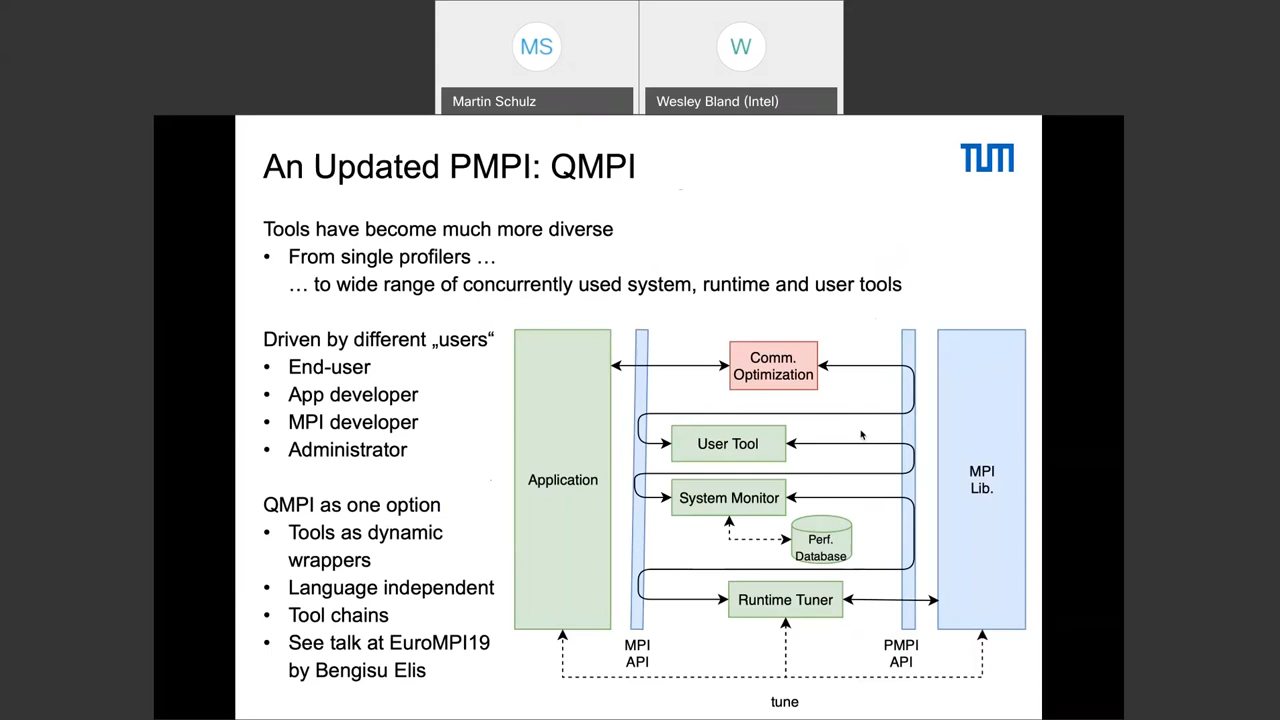 MS
W
Martin Schulz
Wesley Bland (Intel)
An Updated PMPI: QMPI
TUM
Tools have become much more diverse
• From single profilers …
… to wide range of concurrently used system, runtime and user tools
Driven by different „users“
• End-user
• App developer
• MPI developer
• Administrator
QMPI as one option
• Tools as dynamic
wrappers
• Language independent
• Tool chains
• See talk at EuroMPI19
by Bengisu Elis
Application
Comm.
Optimization
User Tool
System Monitor
Perf.
Database
Runtime Tuner
MPI
Lib.
MPI
API
PMPI
API
tune